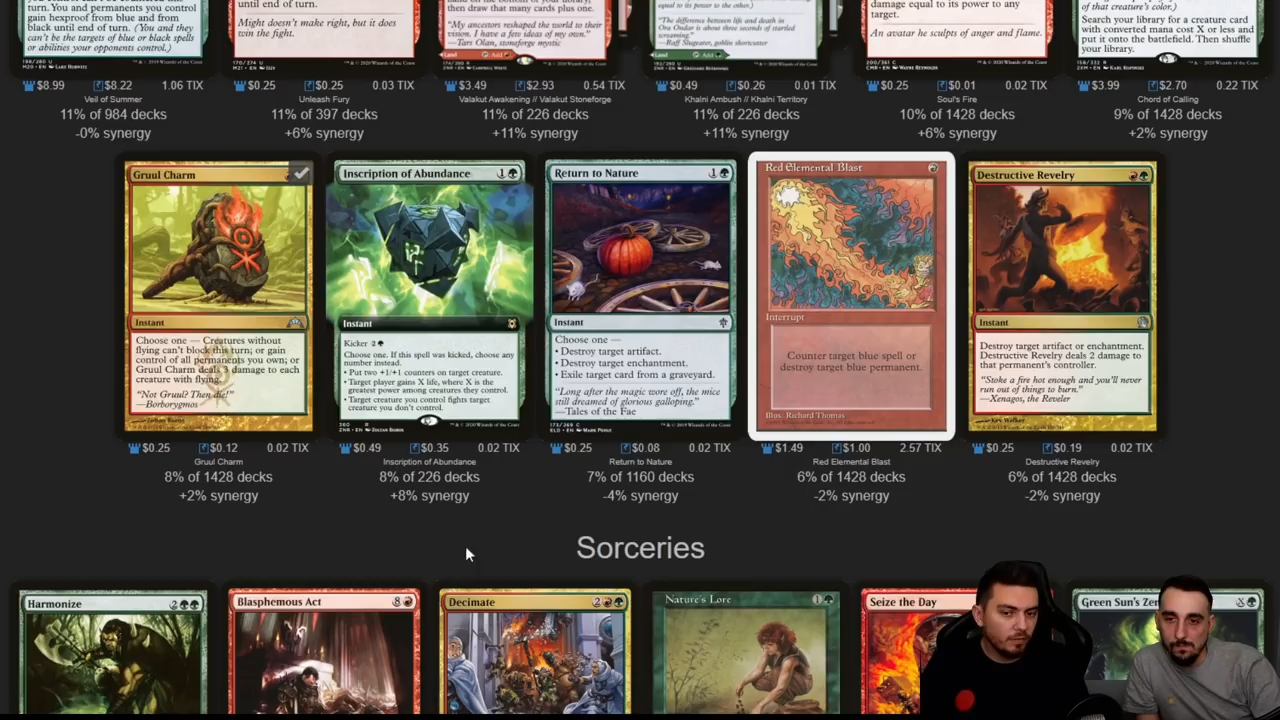 turn. You and permanents you control
gain hexproof from blue and from
black until end of turn. (You and they
can't be the targets of blue or black spells
or abilities your opponents control.)
until end of turn.
Might doesn't make right, but it does
win the fight.
then draw that many cards plus one.
"My ancestors reshaped the world to their
vision. I have a few ideas of my own."
—Tars Olan, stoneforge mystic
equal to its power.)
"The difference between life and death in
Ora Ondar is about three seconds of startled
screaming."
—Raff Slugeater, goblin shortcutter
damage equal to its power to any
target.
An avatar he sculpts of anger and flame.
of that creature's color.)
Search your library for a creature card
with converted mana cost X or less and
put it onto the battlefield. Then shuffle
your library.
$8.99 $8.22 1.06 TIX
Veil of Summer
11% of 984 decks
-0% synergy
$0.25 $0.25 0.03 TIX
Unleash Fury
11% of 397 decks
+6% synergy
$3.49 $2.93 0.54 TIX
Valakut Awakening // Valakut Stoneforge
11% of 226 decks
+11% synergy
$0.49 $0.26 0.01 TIX
Khalni Ambush // Khalni Territory
11% of 226 decks
+11% synergy
$0.25 $0.01 0.02 TIX
Soul's Fire
10% of 1428 decks
+6% synergy
$3.99 $2.70 0.22 TIX
Chord of Calling
9% of 1428 decks
+2% synergy
Gruul Charm
Instant
Choose one — Creatures without
flying can't block this turn; or gain
control of all permanents you own; or
Gruul Charm deals 3 damage to each
creature with flying.
"Not Gruul? Then die!"
—Borborygmos
$0.25 $0.12 0.02 TIX
Gruul Charm
8% of 1428 decks
+2% synergy
Inscription of Abundance 1
Instant
Kicker 2
Choose one. If this spell was kicked, choose any
number instead.
• Put two +1/+1 counters on target creature.
• Target player gains X life, where X is the
greatest power among creatures they control.
• Target creature you control fights target
creature you don't control.
$0.49 $0.35 0.02 TIX
Inscription of Abundance
8% of 226 decks
+8% synergy
Return to Nature 1
Instant
Choose one —
• Destroy target artifact.
• Destroy target enchantment.
• Exile target card from a graveyard.
"Long after the magic wore off, the mice
still dreamed of glorious galloping."
—Tales of the Fae
$0.25 $0.08 0.02 TIX
Return to Nature
7% of 1160 decks
-4% synergy
Red Elemental Blast
Interrupt
Counter target blue spell or
destroy target blue permanent.
Illus. Richard Thomas
$1.49 $1.00 2.57 TIX
Red Elemental Blast
6% of 1428 decks
-2% synergy
Destructive Revelry
Instant
Destroy target artifact or enchantment.
Destructive Revelry deals 2 damage to
that permanent's controller.
"Stoke a fire hot enough and you'll never
run out of things to burn."
—Xenagos, the Reveler
$0.25 $0.19 0.02 TIX
Destructive Revelry
6% of 1428 decks
-2% synergy
Sorceries
Harmonize 2
Blasphemous Act 8
Decimate 2
Nature's Lore 1
Seize the Day
Green Sun's Zen X